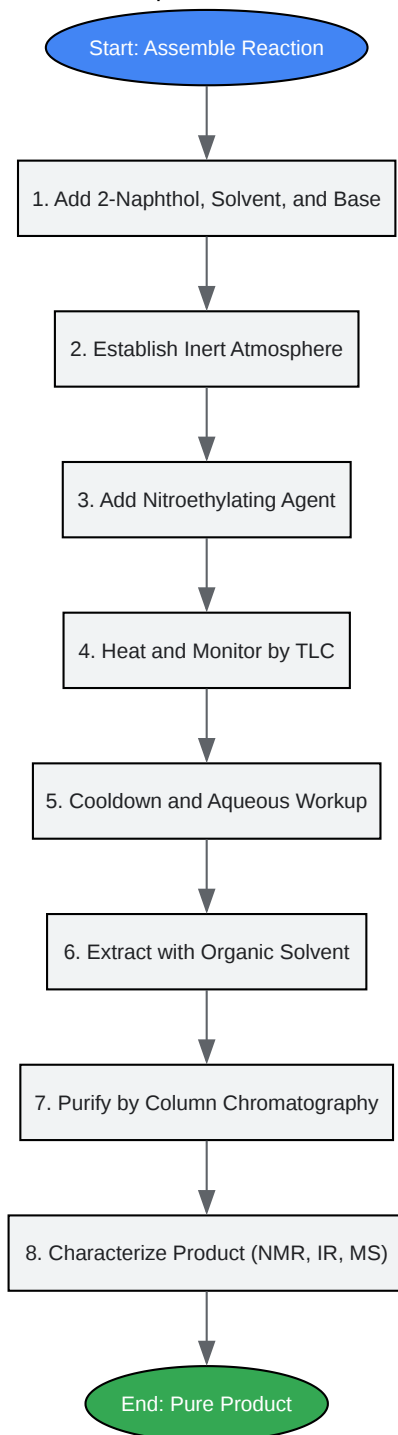 Start: Assemble Reaction
1. Add 2-Naphthol, Solvent, and Base
2. Establish Inert Atmosphere
3. Add Nitroethylating Agent
4. Heat and Monitor by TLC
5. Cooldown and Aqueous Workup
6. Extract with Organic Solvent
7. Purify by Column Chromatography
8. Characterize Product (NMR, IR, MS)
End: Pure Product